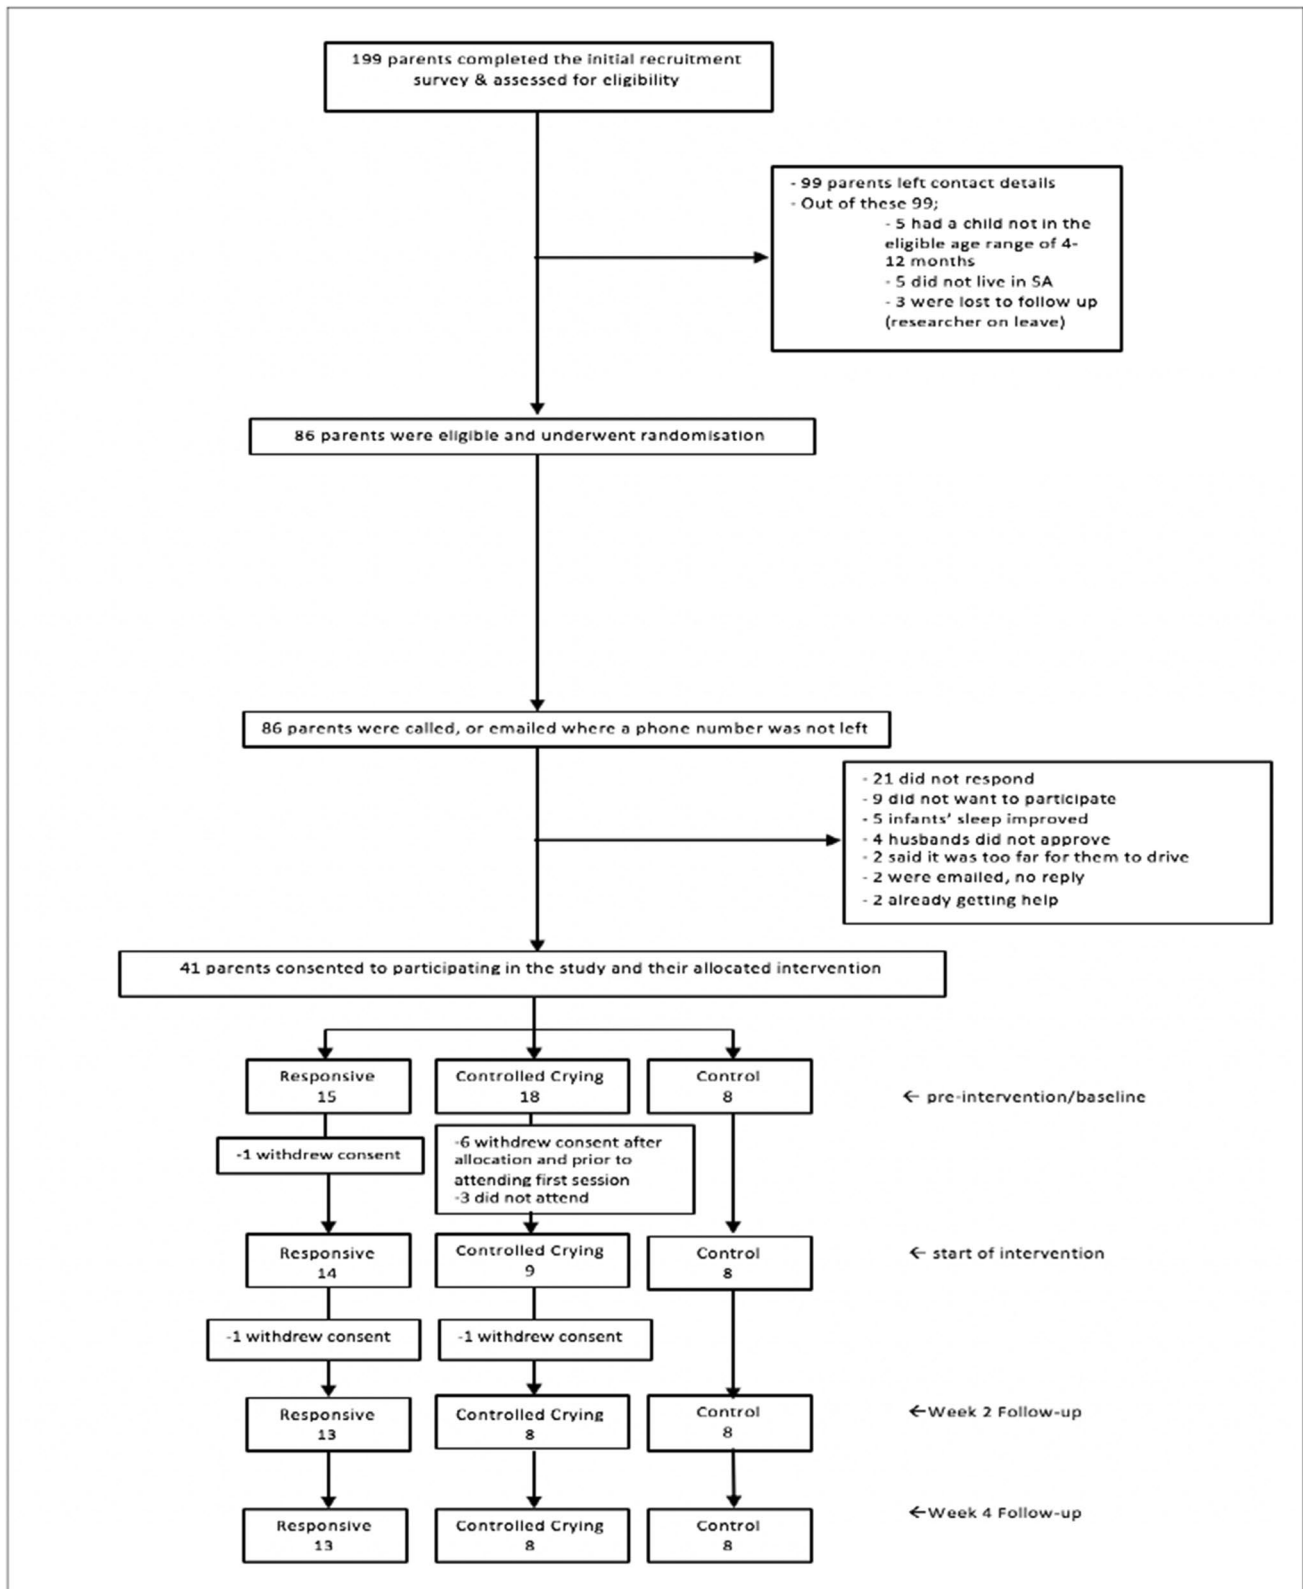 199 parents completed the initial recruitment
survey & assessed for eligibility
- 99 parents left contact details
- Out of these 99;
- 5 had a child not in the
eligible age range of 4-
12 months
- 5 did not live in SA
- 3 were lost to follow up
(researcher on leave)
86 parents were eligible and underwent randomisation
86 parents were called, or emailed where a phone number was not left
- 21 did not respond
- 9 did not want to participate
- 5 infants' sleep improved
- 4 husbands did not approve
- 2 said it was too far for them to drive
- 2 were emailed, no reply
- 2 already getting help
41 parents consented to participating in the study and their allocated intervention
Responsive
15
Controlled Crying
18
Control
8
← pre-intervention/baseline
-1 withdrew consent
-6 withdrew consent after
allocation and prior to
attending first session
-3 did not attend
Responsive
14
Controlled Crying
9
Control
8
← start of intervention
-1 withdrew consent
-1 withdrew consent
Responsive
13
Controlled Crying
8
Control
8
←Week 2 Follow-up
Responsive
13
Controlled Crying
8
Control
8
←Week 4 Follow-up